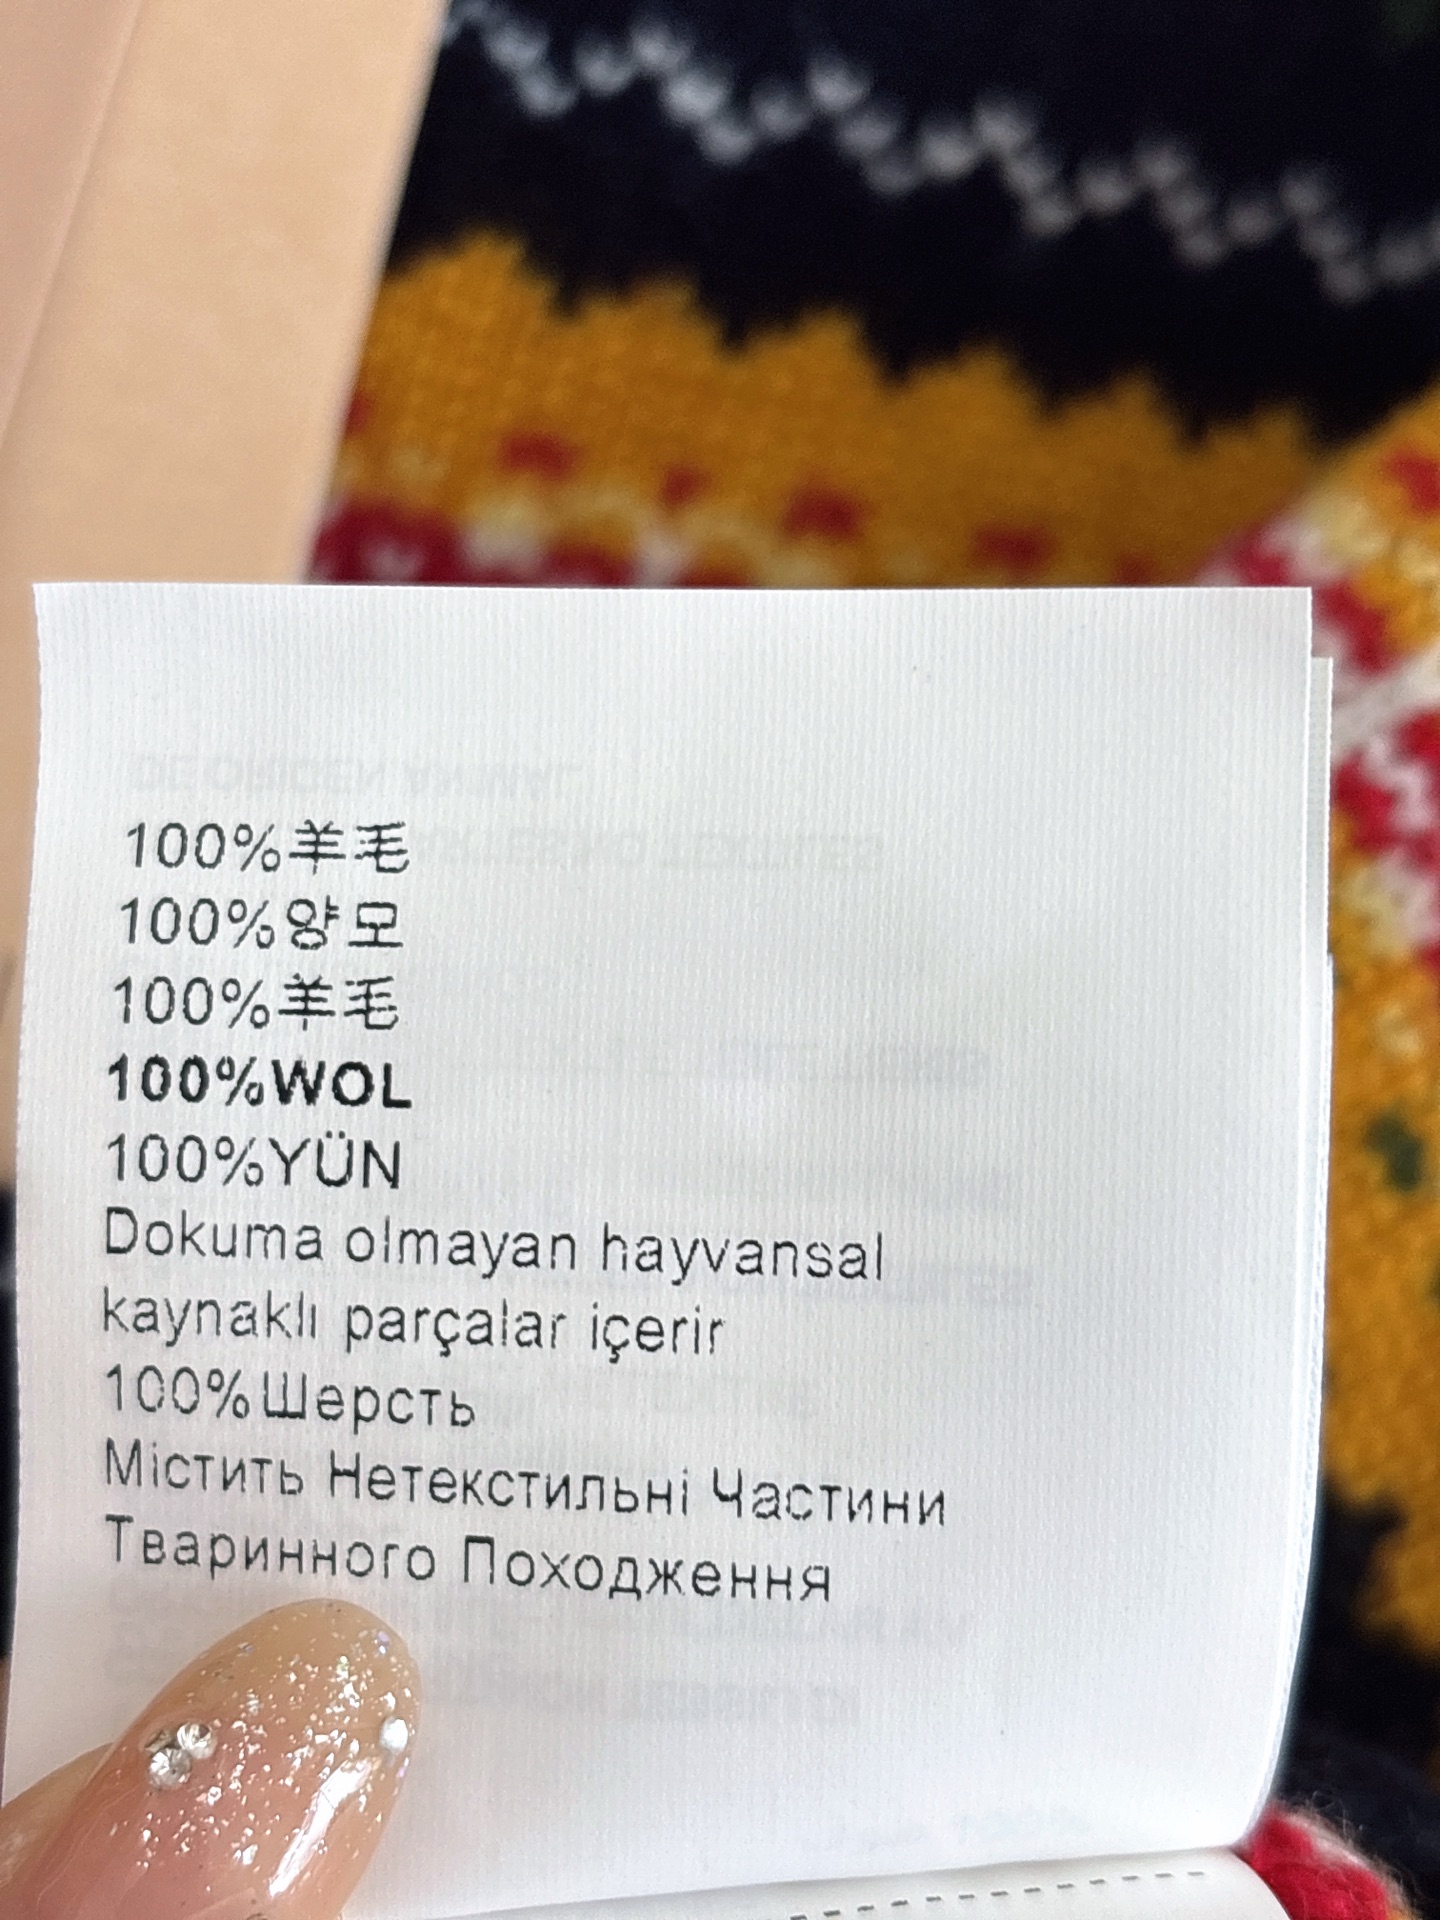 100%羊毛
100%양모
100%羊毛
100%WOL
100%YÜN
Dokuma olmayan hayvansal
kaynaklı parçalar içerir
100%Шерсть
Містить Нетекстильні Частини
Тваринного Походження